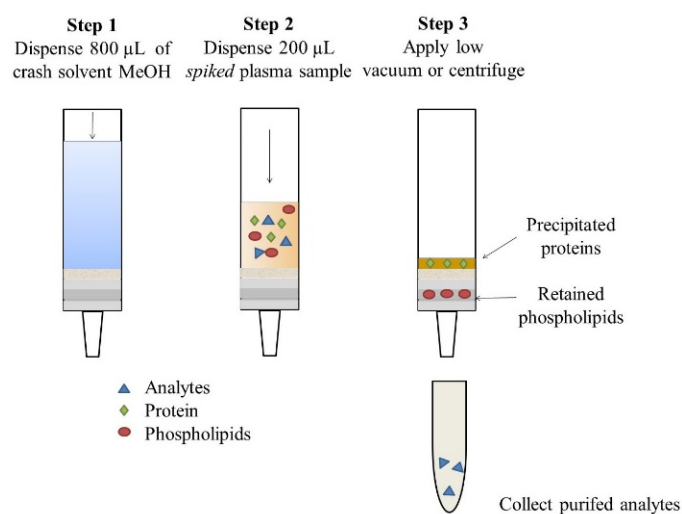 Step 1
Dispense 800 µL of
crash solvent MeOH
Step 2
Dispense 200 µL
spiked plasma sample
Step 3
Apply low
vacuum or centrifuge
Precipitated
proteins
Retained
phospholipids
Analytes
Protein
Phospholipids
Collect purifed analytes